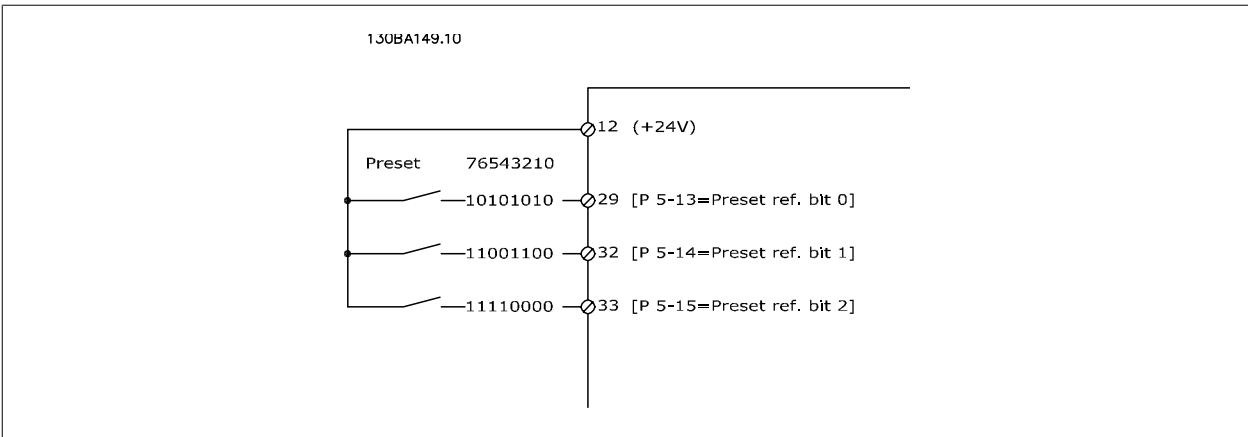 130BA149.10
12 (+24V)
Preset 76543210
10101010 29 [P 5-13=Preset ref. bit 0]
11001100 32 [P 5-14=Preset ref. bit 1]
11110000 33 [P 5-15=Preset ref. bit 2]